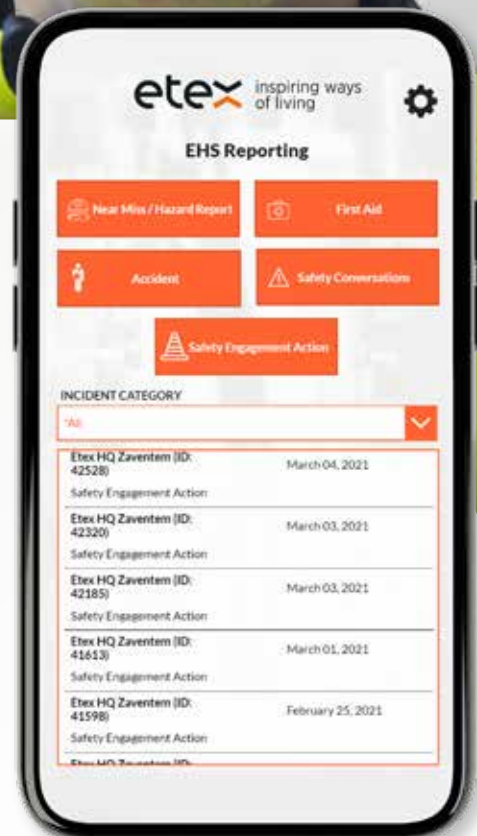 etex inspiring ways
of living
EHS Reporting
Near Miss / Hazard Report
First Aid
Accident
Safety Conversations
Safety Engagement Action
INCIDENT CATEGORY
*All
Etex HQ Zaventem (ID:
42528)
March 04, 2021
Safety Engagement Action
Etex HQ Zaventem (ID:
42320)
March 03, 2021
Safety Engagement Action
Etex HQ Zaventem (ID:
42185)
March 03, 2021
Safety Engagement Action
Etex HQ Zaventem (ID:
41613)
March 01, 2021
Safety Engagement Action
Etex HQ Zaventem (ID:
41598)
February 25, 2021
Safety Engagement Action
Etex HQ Zaventem (ID: